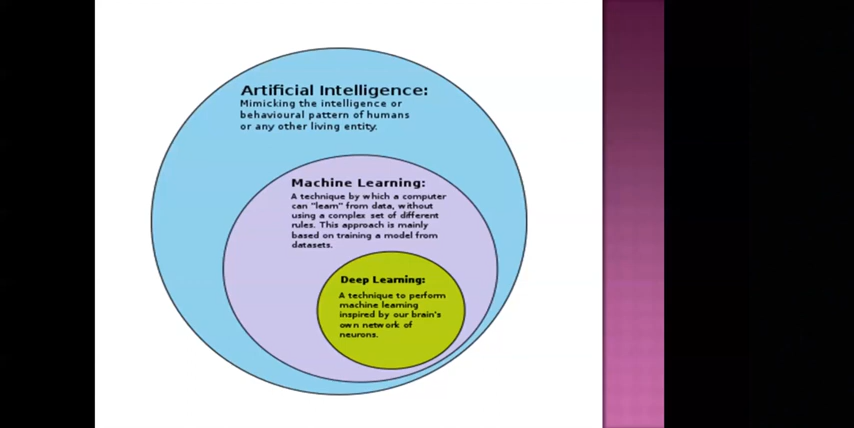 Artificial Intelligence:
Mimicking the intelligence or
behavioural pattern of humans
or any other living entity.
Machine Learning:
A technique by which a computer
can "learn" from data, without
using a complex set of different
rules. This approach is mainly
based on training a model from
datasets.
Deep Learning:
A technique to perform
machine learning
inspired by our brain's
own network of
neurons.